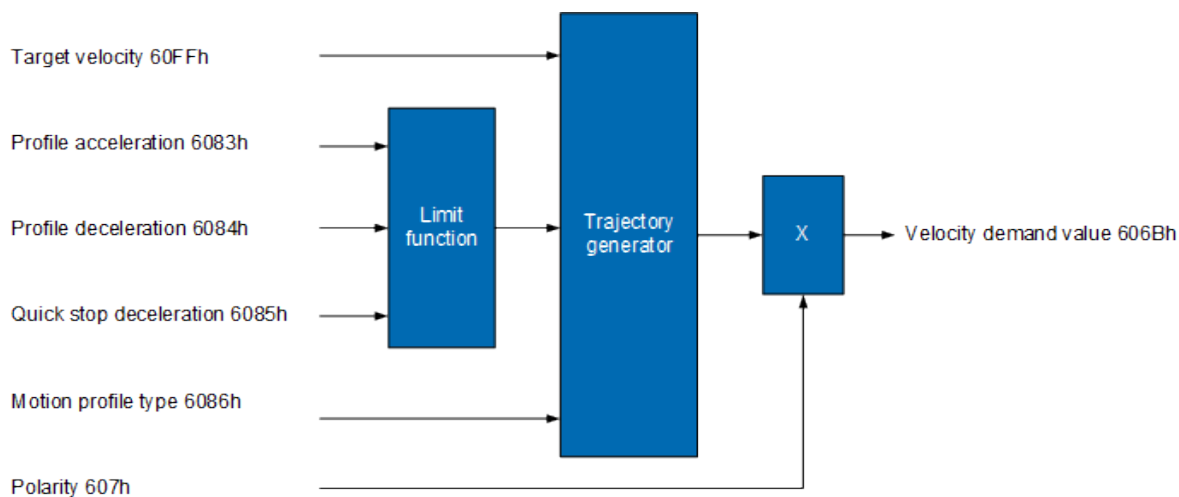 Target velocity 60FFh
Profile acceleration 6083h
Profile deceleration 6084h
Quick stop deceleration 6085h
Motion profile type 6086h
Polarity 607h
Limit
function
Trajectory
generator
X
Velocity demand value 606Bh